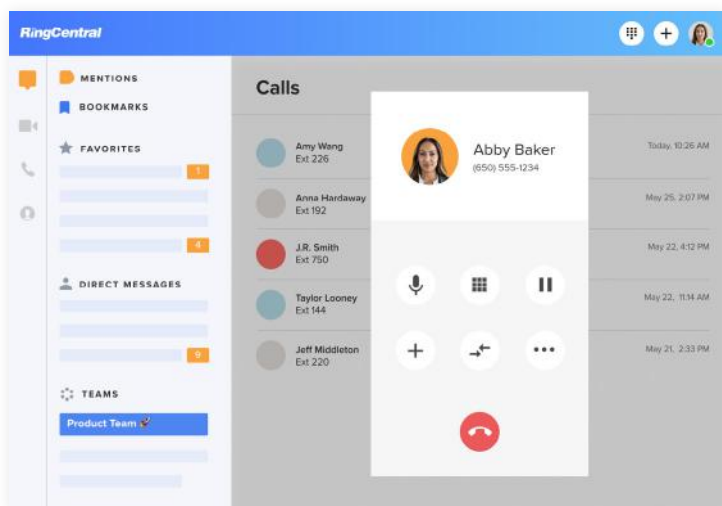 RingCentral
MENTIONS
BOOKMARKS
FAVORITES
1
4
DIRECT MESSAGES
9
TEAMS
Product Team 🚀
Calls
Amy Wang
Ext 226
Today, 10:26 AM
Anna Hardaway
Ext 192
May 25, 2:07 PM
J.R. Smith
Ext 750
May 22, 4:12 PM
Taylor Looney
Ext 144
May 22, 11:14 AM
Jeff Middleton
Ext 220
May 21, 2:33 PM
Abby Baker
(650) 555-1234